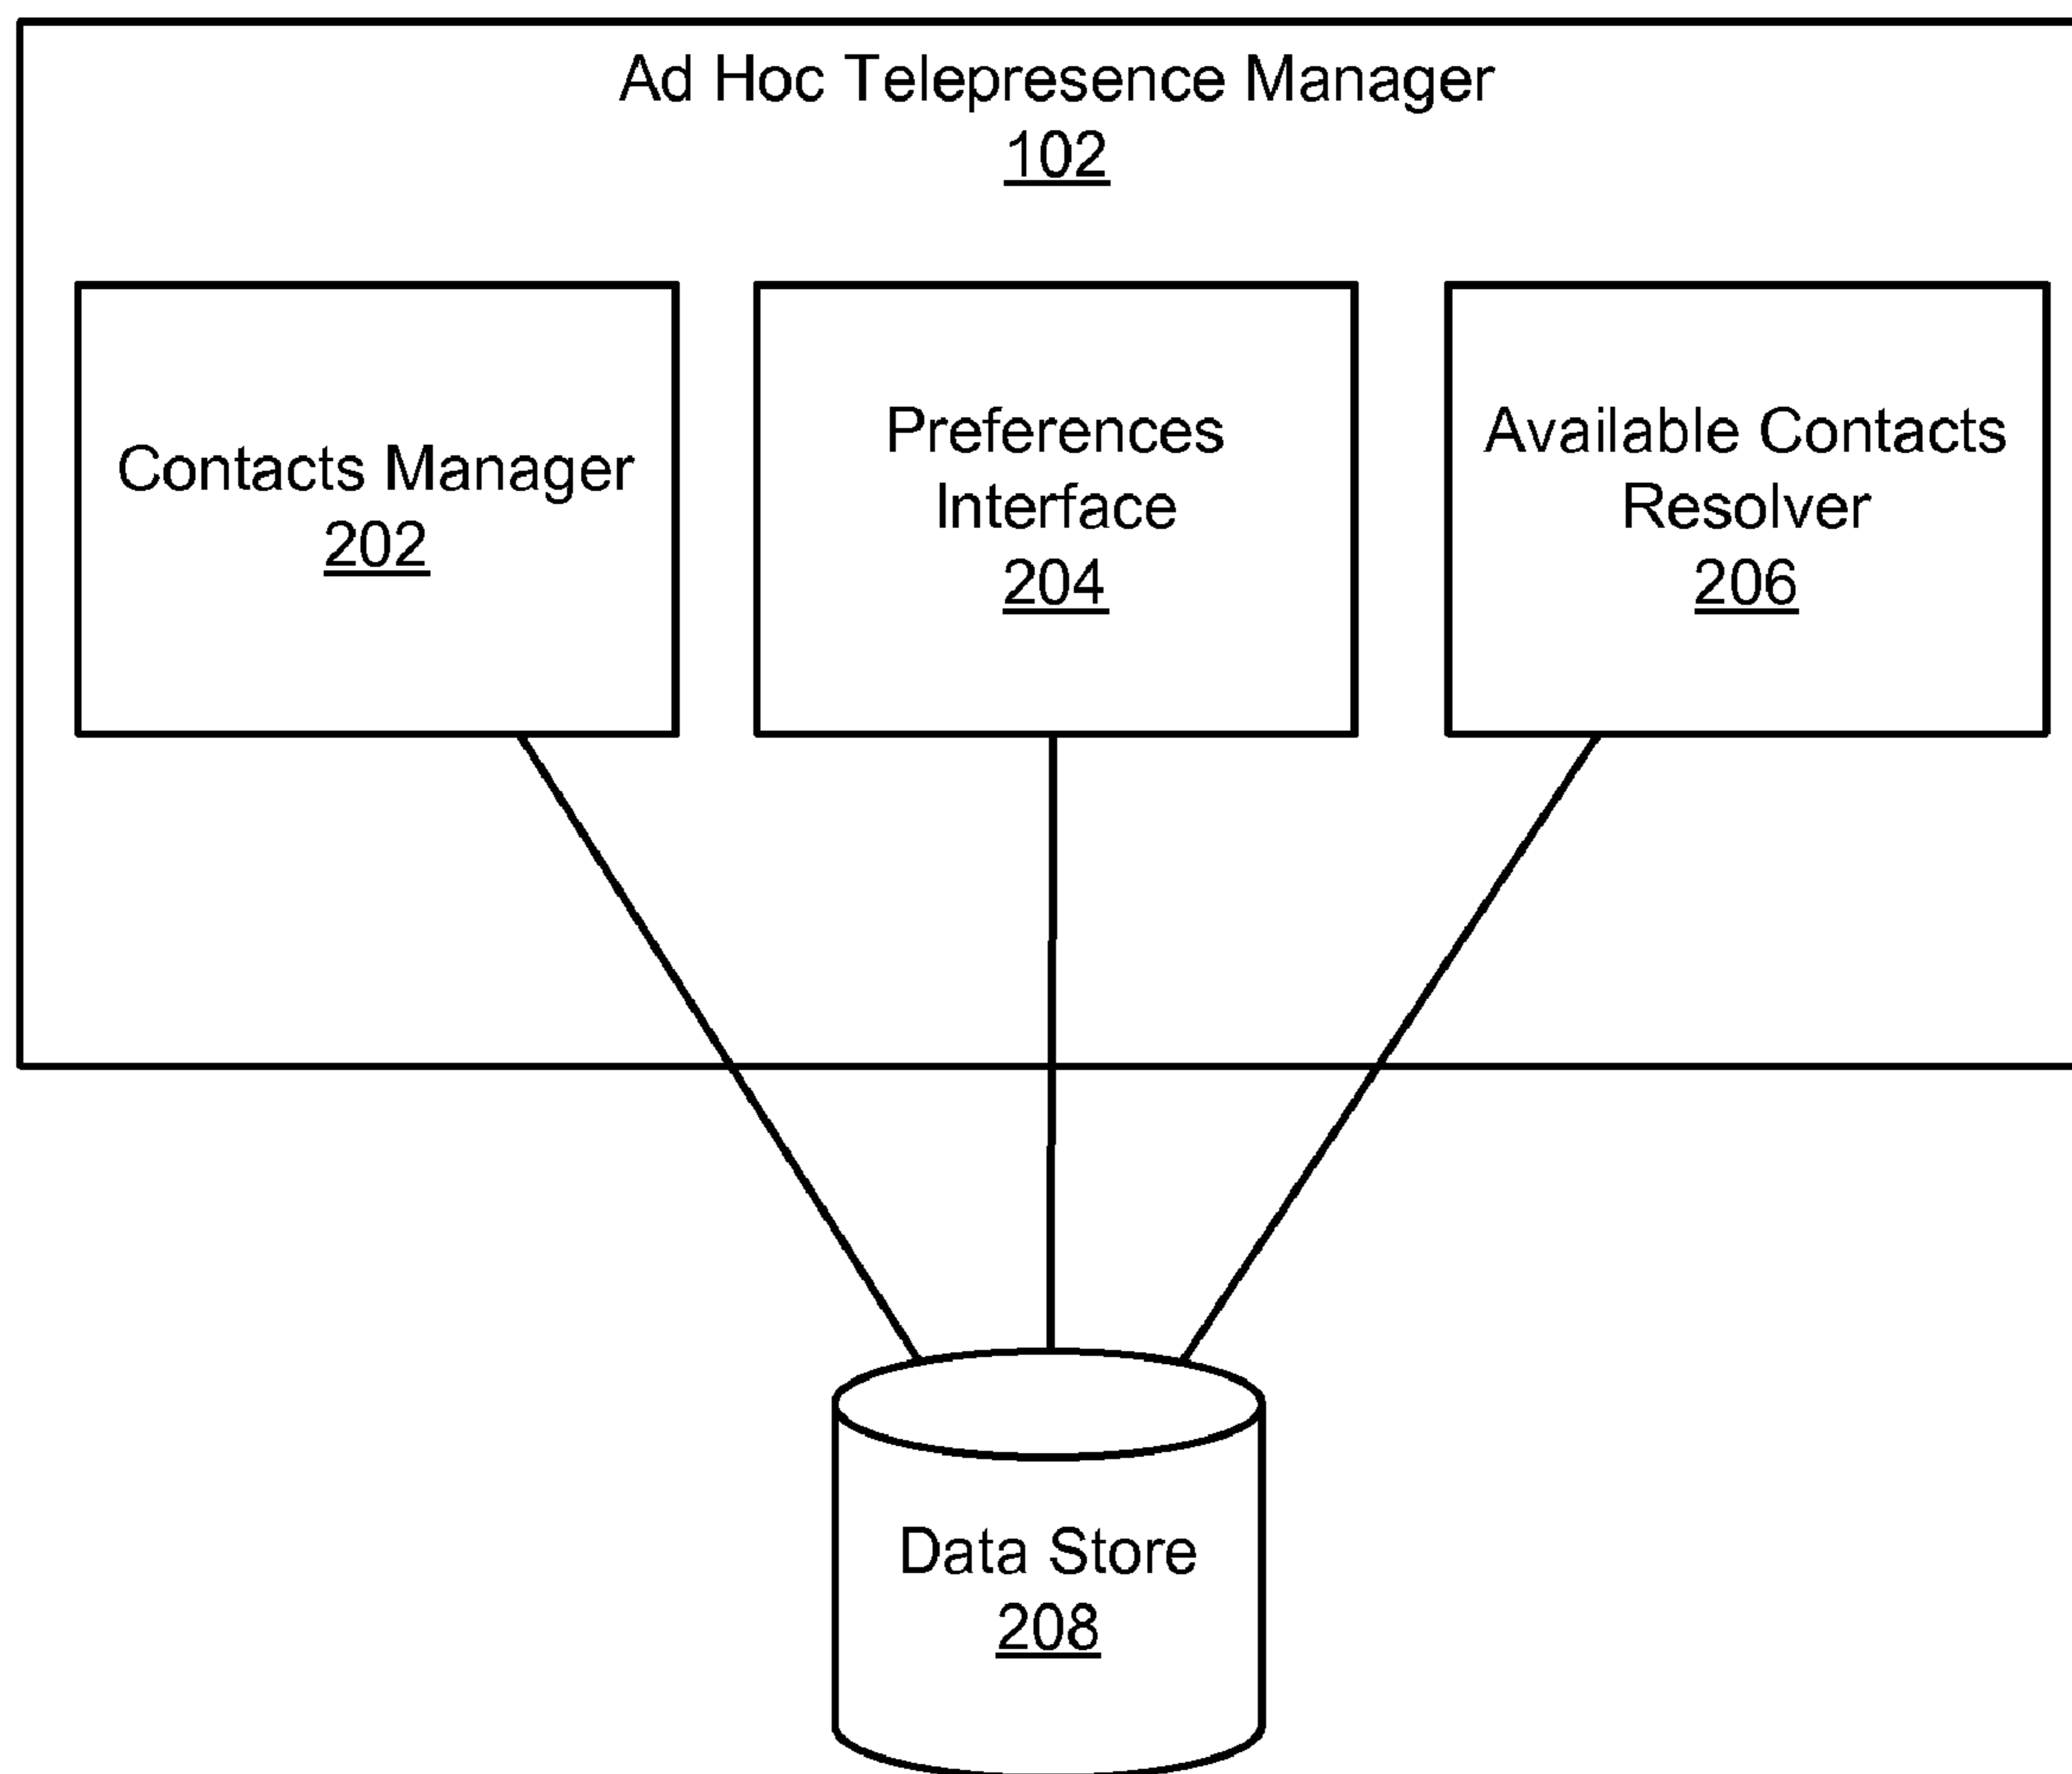 Ad Hoc Telepresence Manager
102
Contacts Manager
202
Preferences
Interface
204
Available Contacts
Resolver
206
Data Store
208